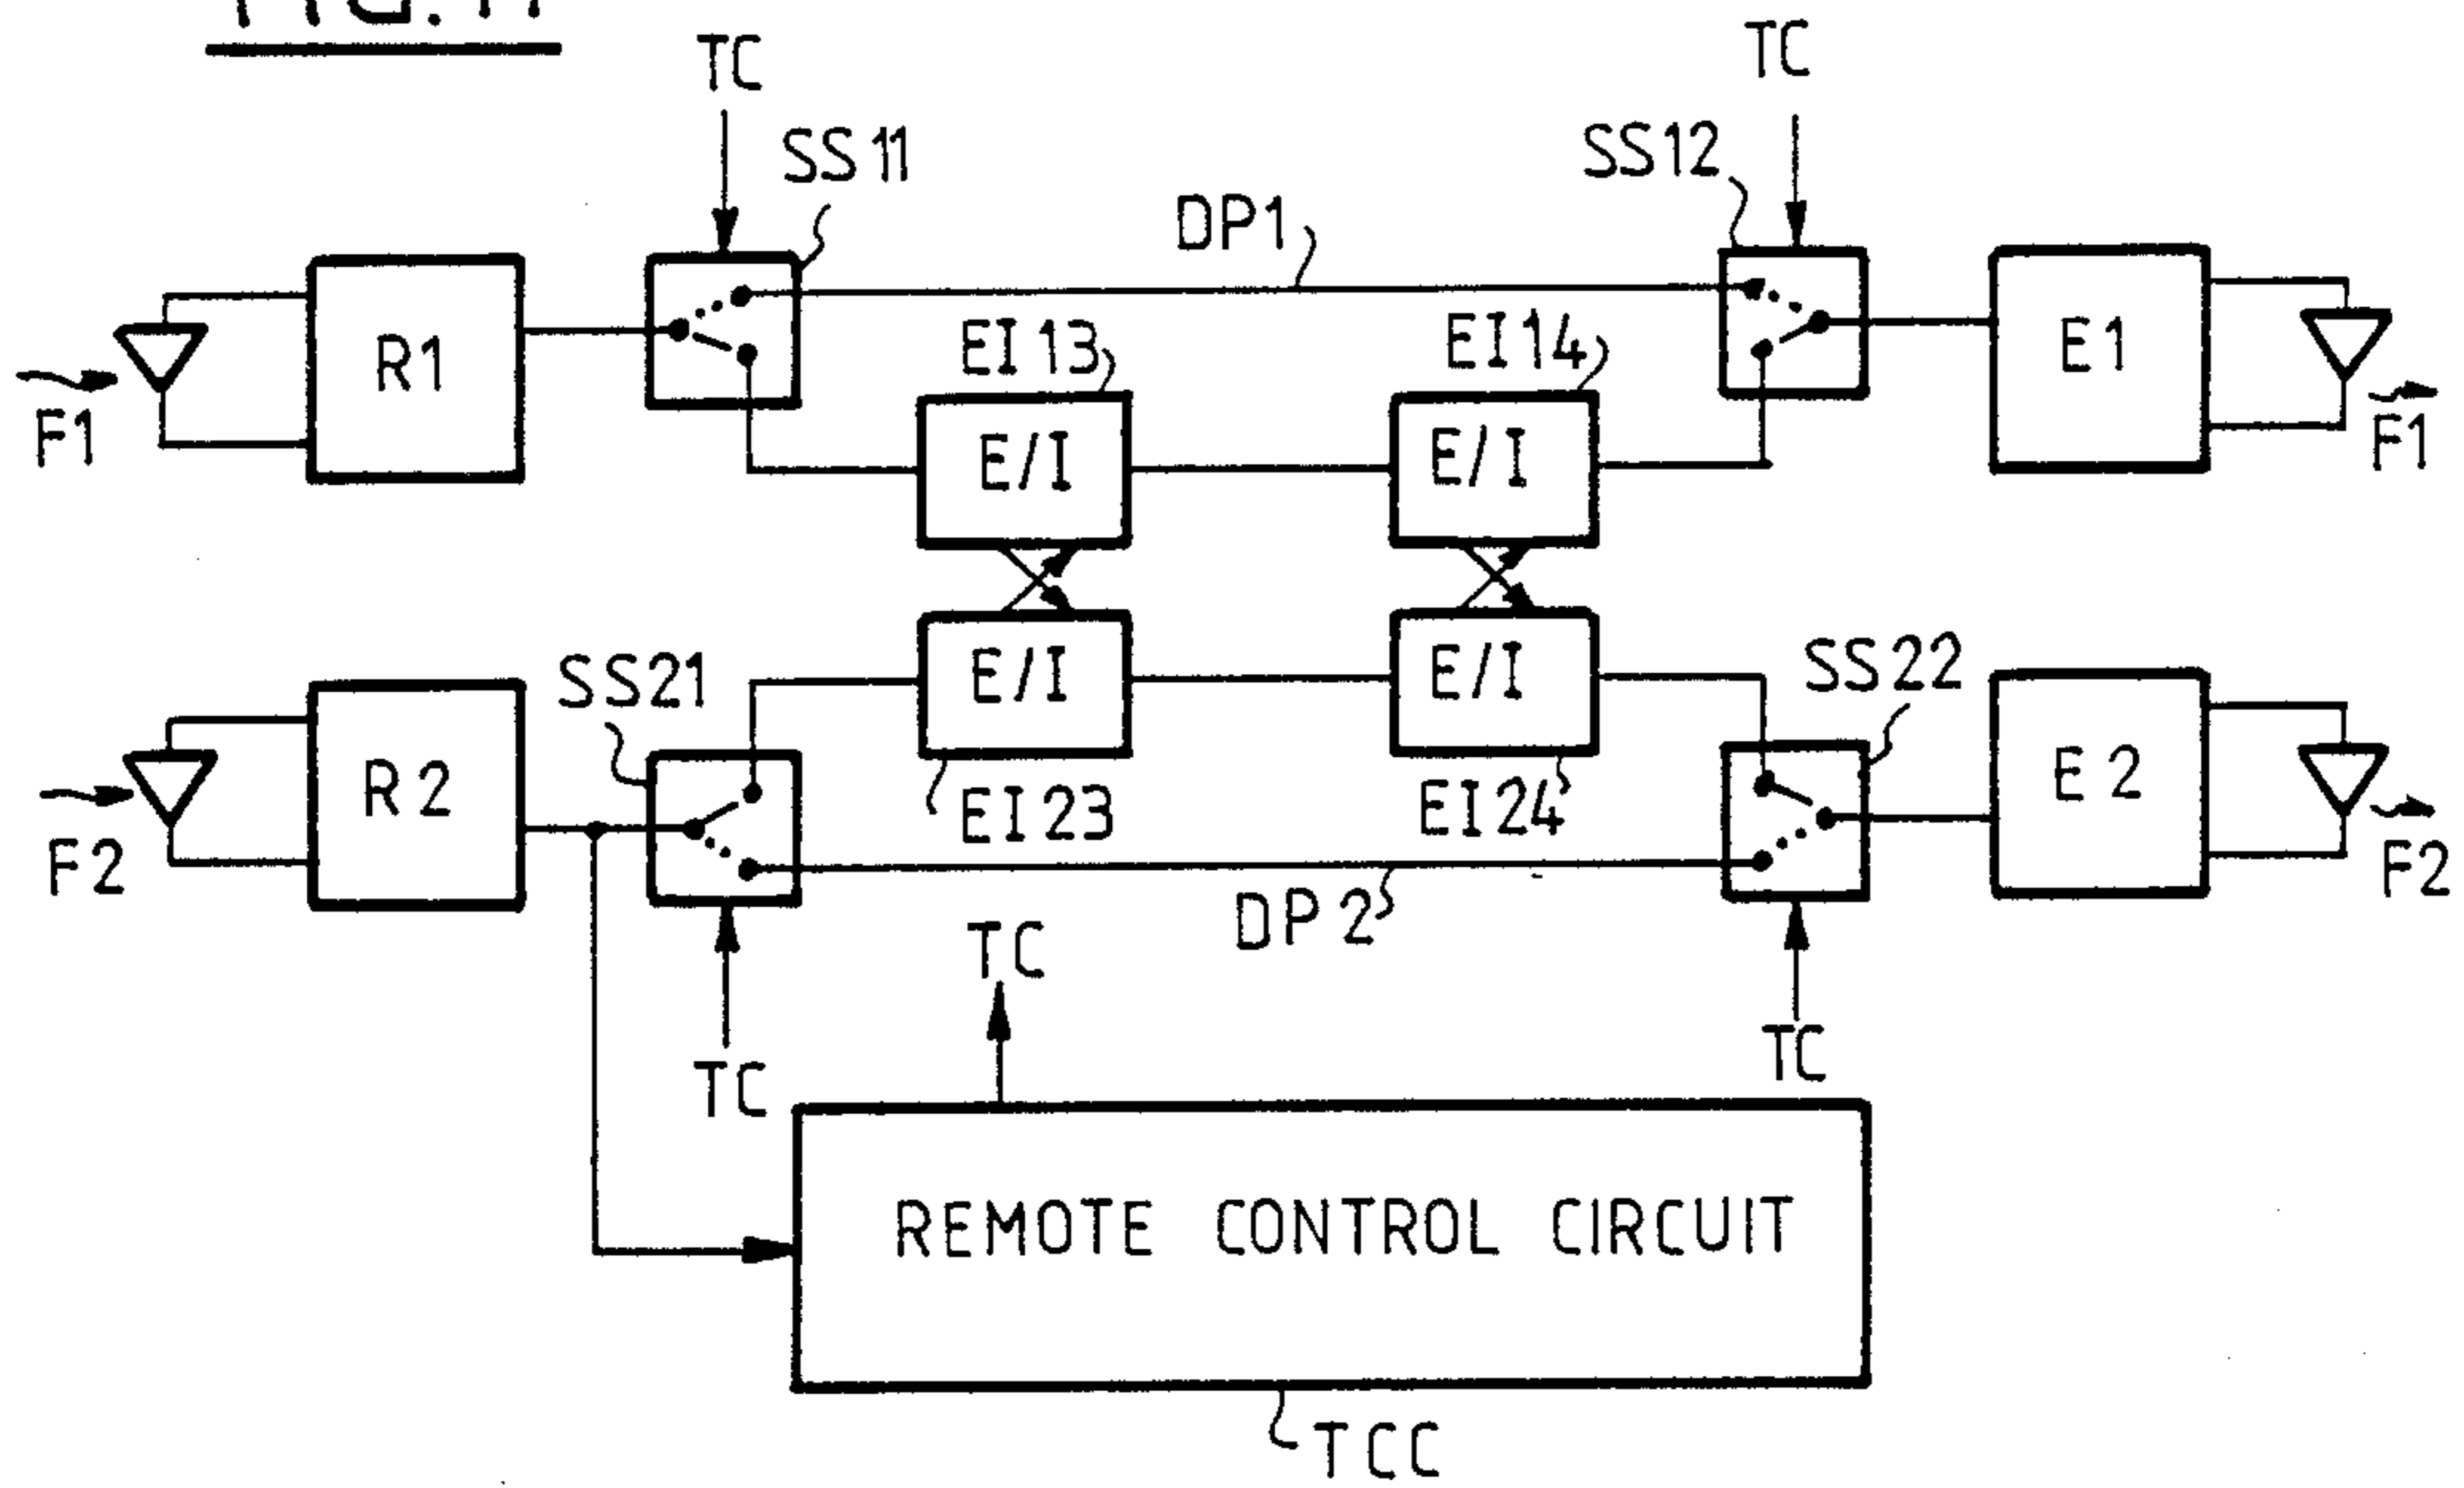 TC
TC
SS11
SS12
DP1
EI13
EI14
R1
E1
F1
E/I
E/I
F1
SS21
E/I
E/I
SS22
R2
E2
EI23
EI24
F2
F2
DP2
TC
TC
TC
REMOTE CONTROL CIRCUIT
TCC